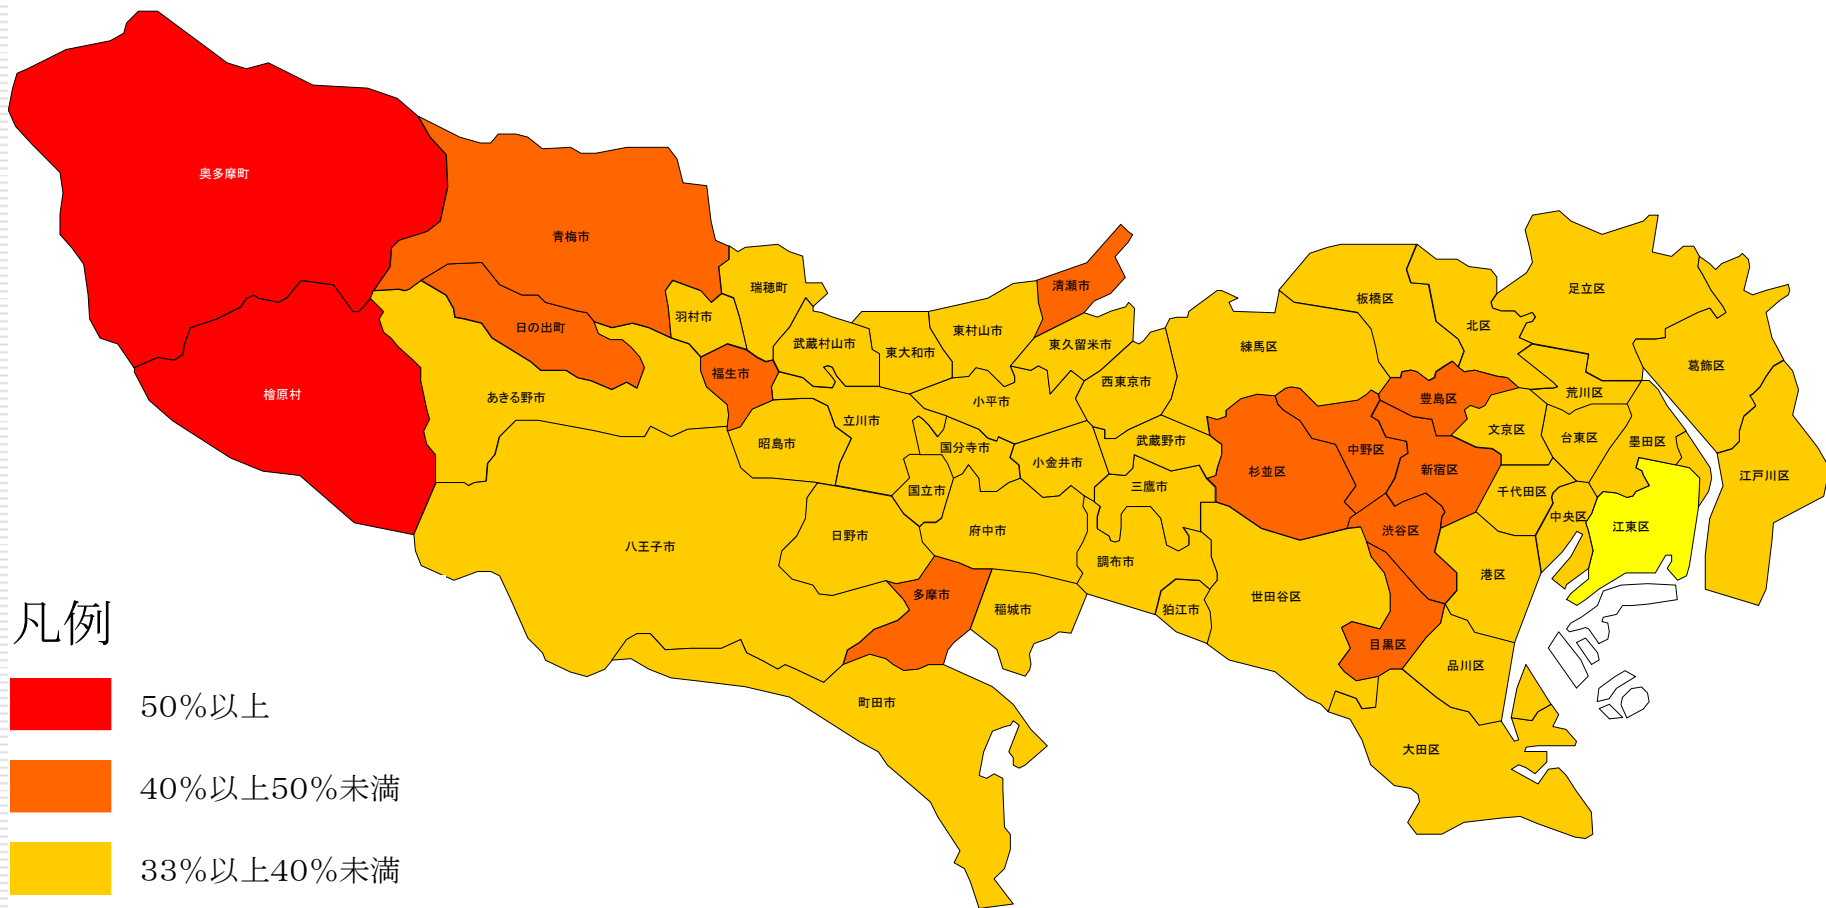 奥多摩町
青梅市
檜原村
日の出町
あきる野市
羽村市
瑞穂町
福生市
武蔵村山市
東大和市
東村山市
清瀬市
東久留米市
西東京市
小平市
立川市
昭島市
国分寺市
小金井市
武蔵野市
国立市
三鷹市
日野市
府中市
調布市
八王子市
多摩市
稲城市
狛江市
町田市
練馬区
板橋区
北区
足立区
葛飾区
荒川区
豊島区
文京区
台東区
墨田区
江戸川区
杉並区
中野区
新宿区
千代田区
中央区
江東区
渋谷区
港区
世田谷区
目黒区
品川区
大田区
凡例
50%以上
40%以上50%未満
33%以上40%未満